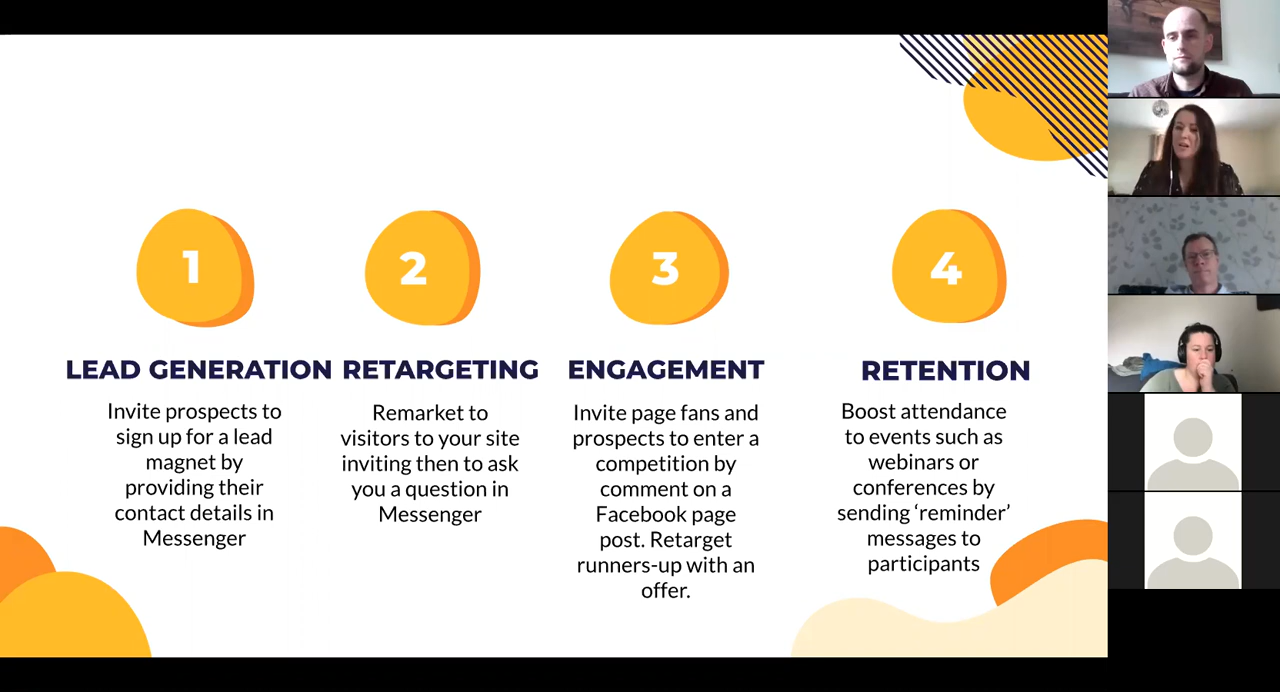 1
LEAD GENERATION
Invite prospects to
sign up for a lead
magnet by
providing their
contact details in
Messenger
2
RETARGETING
Remarket to
visitors to your site
inviting then to ask
you a question in
Messenger
3
ENGAGEMENT
Invite page fans and
prospects to enter a
competition by
comment on a
Facebook page
post. Retarget
runners-up with an
offer.
4
RETENTION
Boost attendance
to events such as
webinars or
conferences by
sending ‘reminder’
messages to
participants